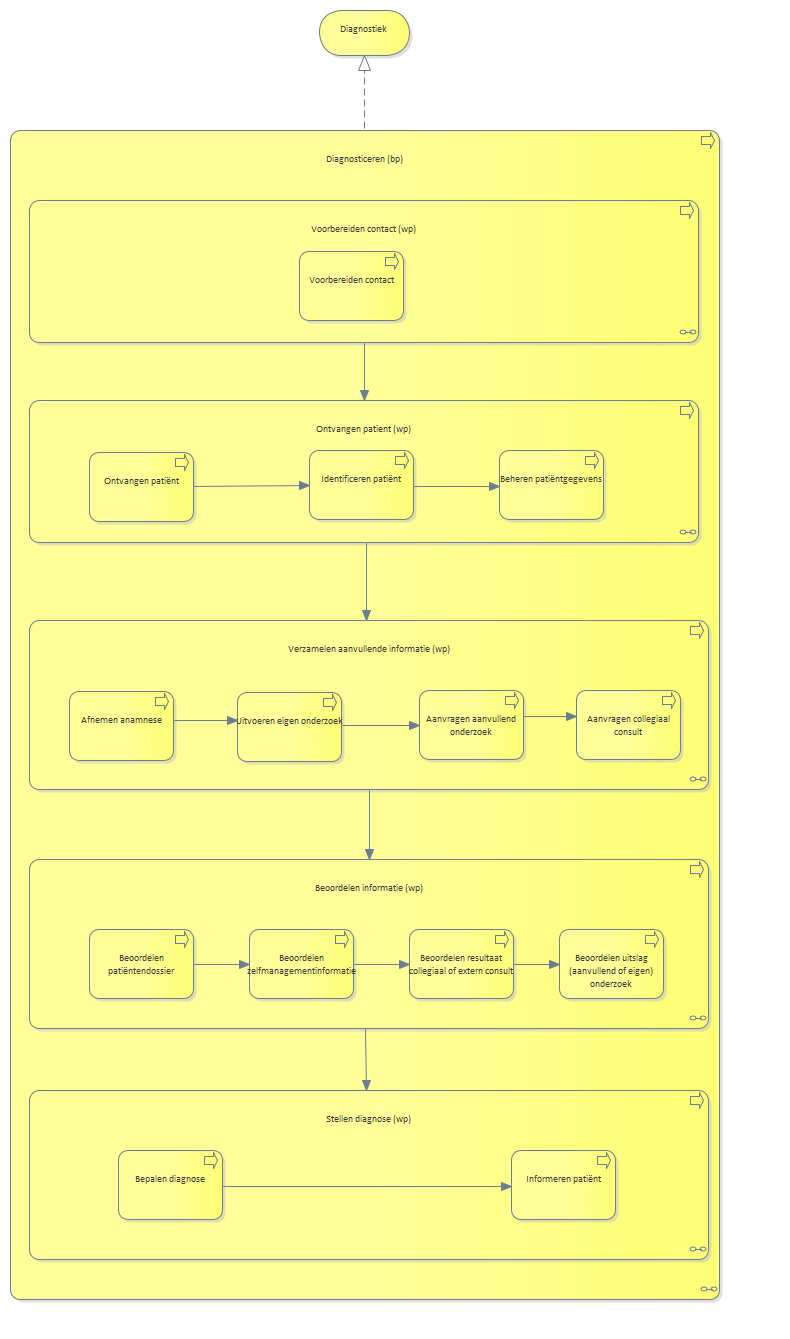 Diagnostiek
Diagnosticeren (bp)
Voorbereiden contact (wp)
Voorbereiden contact
Ontvangen patient (wp)
Ontvangen patiënt
Identificeren patiënt
Beheren patiëntgegevens
Verzamelen aanvullende informatie (wp)
Afnemen anamnese
Uitvoeren eigen onderzoek
Aanvragen aanvullend
onderzoek
Aanvragen collegiaal
consult
Beoordelen informatie (wp)
Beoordelen
patiëntendossier
Beoordelen
zelfmanagementinformatie
Beoordelen resultaat
collegiaal of extern consult
Beoordelen uitslag
(aanvullend of eigen)
onderzoek
Stellen diagnose (wp)
Bepalen diagnose
Informeren patiënt